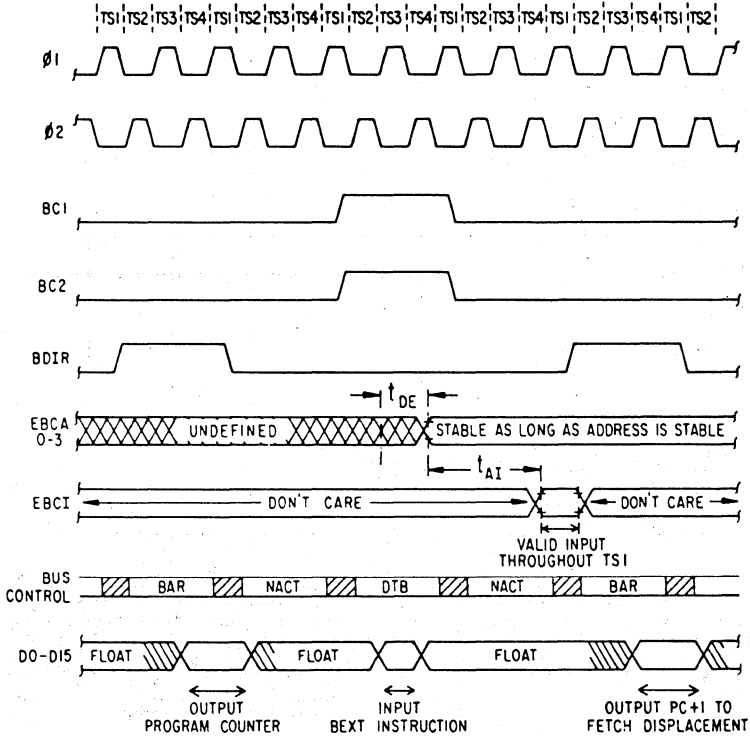 TS1 TS2 TS3 TS4 TS1 TS2 TS3 TS4 TS1 TS2 TS3 TS4 TS1 TS2 TS3 TS4 TS1 TS2 TS3 TS4 TS1 TS2
Ø1
Ø2
BC1
BC2
BDIR
tDE
EBCA
0-3
UNDEFINED
STABLE AS LONG AS ADDRESS IS STABLE
tAI
EBCI
DON'T CARE
DON'T CARE
VALID INPUT
THROUGHOUT TS1
BUS
CONTROL
BAR NACT DTB NACT BAR
D0-D15
FLOAT FLOAT FLOAT
OUTPUT
PROGRAM COUNTER
INPUT
BEXT INSTRUCTION
OUTPUT PC+1 TO
FETCH DISPLACEMENT